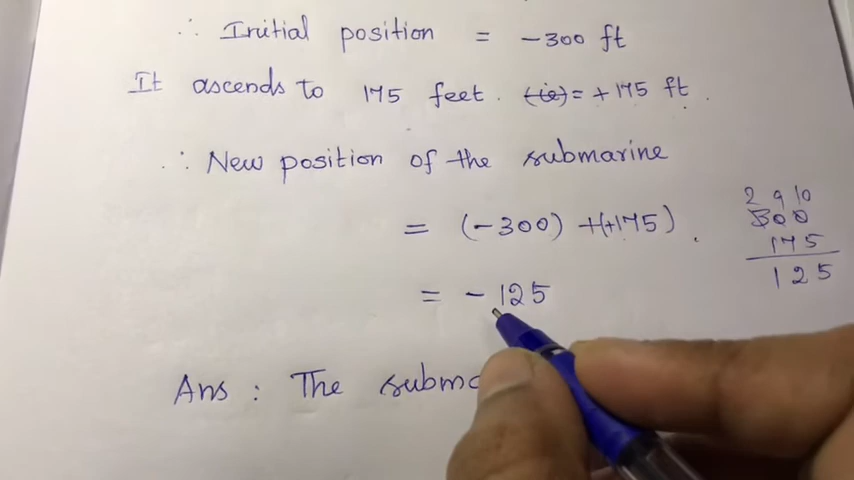 ∴ Initial position = -300 ft
It ascends to 175 feet. (ie) = +175 ft.
∴ New position of the submarine
= (-300) + (+175).
= -125
2 9 10
300
175
125
Ans : The